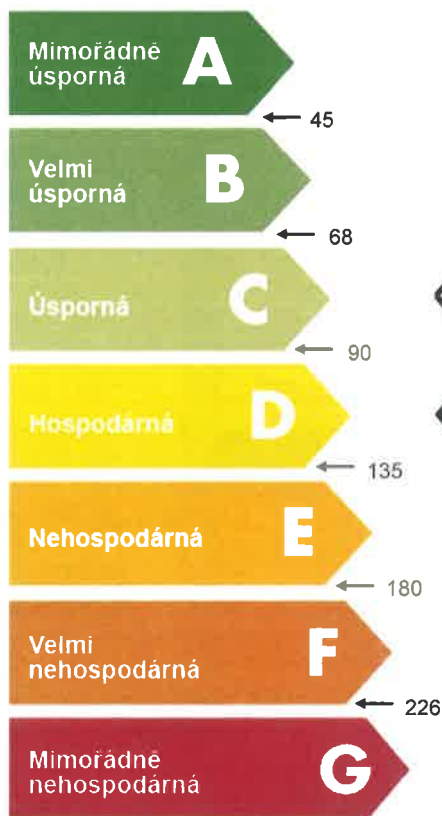 Mimořádně
úsporná
A
45
Velmi
úsporná
B
68
Úsporná
C
90
Hospodárná
D
135
Nehospodárná
E
180
Velmi
nehospodárná
F
226
Mimořádně
nehospodárná
G